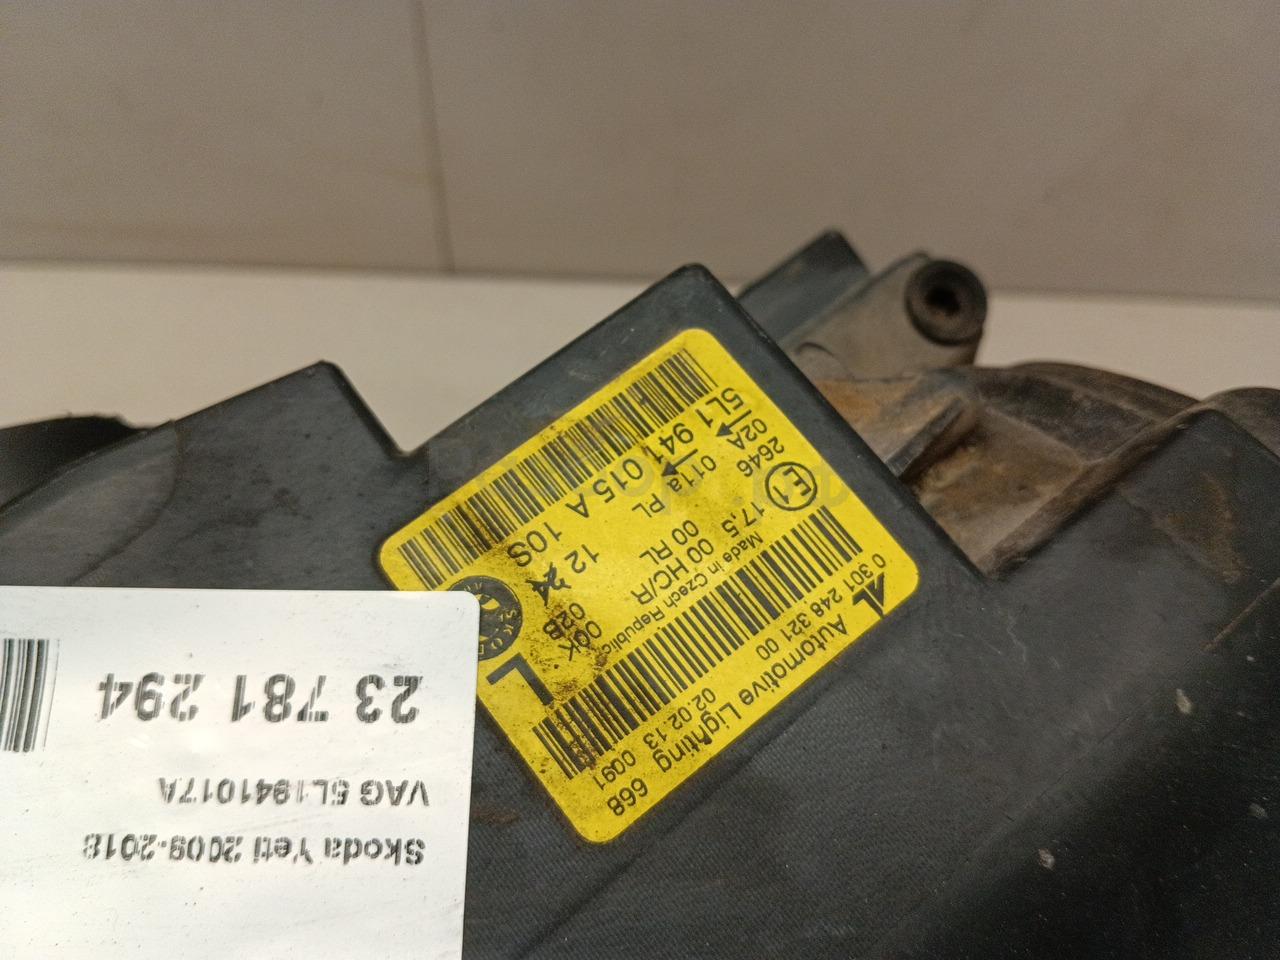 5L1 941 015 A 10S
02A 011a PL 12 24
2646 00 RL 02B
E1 17,5 00 HC/R 00K
Made in Czech Republic
0 301 248 321 00 02.02.13 0091
Automotive Lighting 668
L
SKODA
23 781 294
VAG 5L1941017A
Skoda Yeti 2009-2018